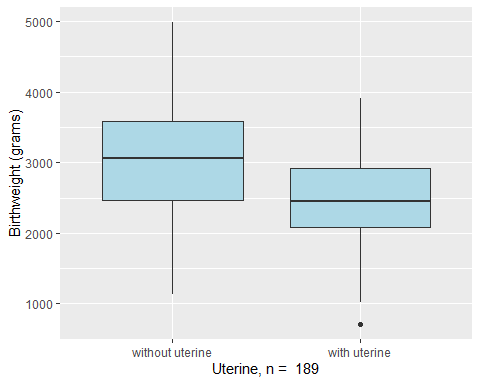 5000
4000
3000
2000
1000
Birthweight (grams)
without uterine
with uterine
Uterine, n =  189